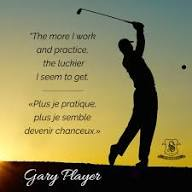 "The more I work
and practice,
the luckier
I seem to get.
«Plus je pratique,
plus je semble
devenir chanceux.»
Gary Player